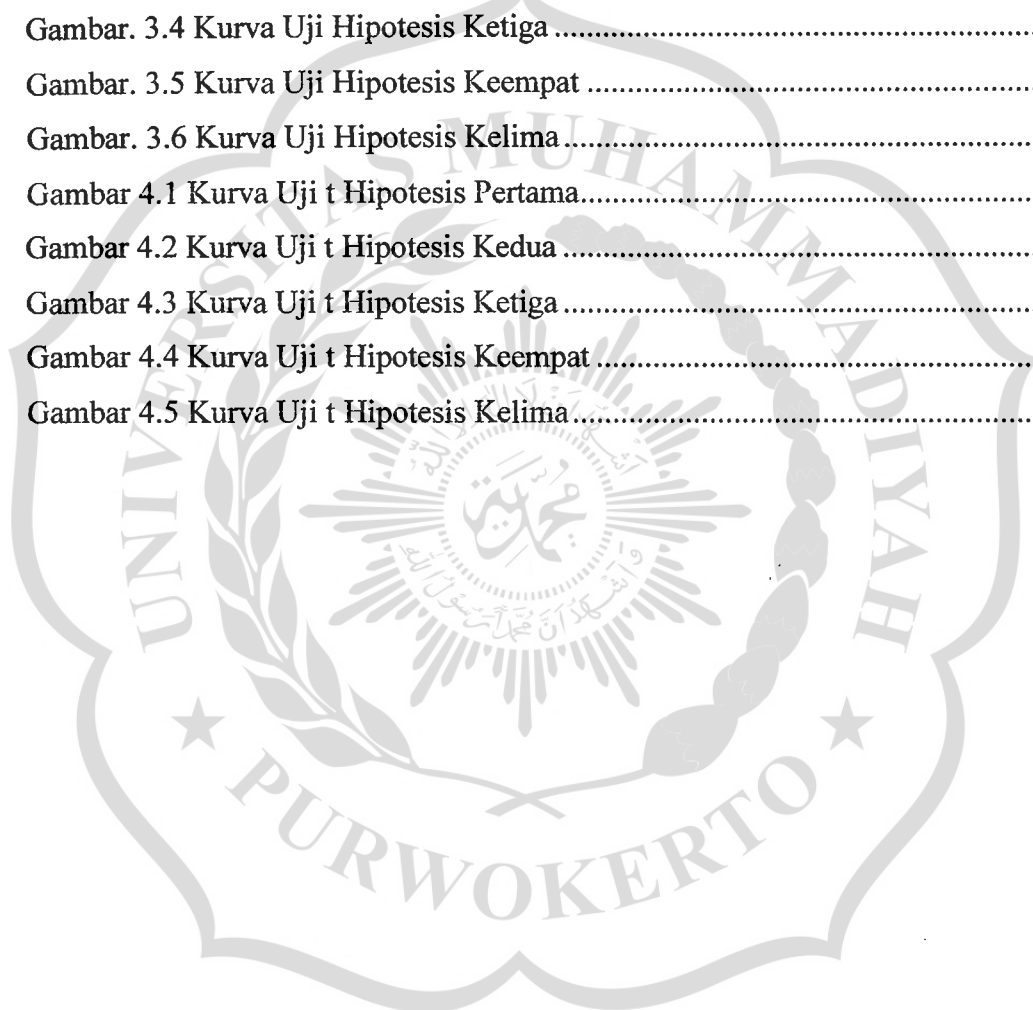 Gambar. 3.4 Kurva Uji Hipotesis Ketiga ............................................................
Gambar. 3.5 Kurva Uji Hipotesis Keempat ........................................................
Gambar. 3.6 Kurva Uji Hipotesis Kelima ...........................................................
Gambar 4.1 Kurva Uji t Hipotesis Pertama.........................................................
Gambar 4.2 Kurva Uji t Hipotesis Kedua ...........................................................
Gambar 4.3 Kurva Uji t Hipotesis Ketiga ...........................................................
Gambar 4.4 Kurva Uji t Hipotesis Keempat .......................................................
Gambar 4.5 Kurva Uji t Hipotesis Kelima ..........................................................
UNIVERSITAS MUHAMMADIYAH
PURWOKERTO